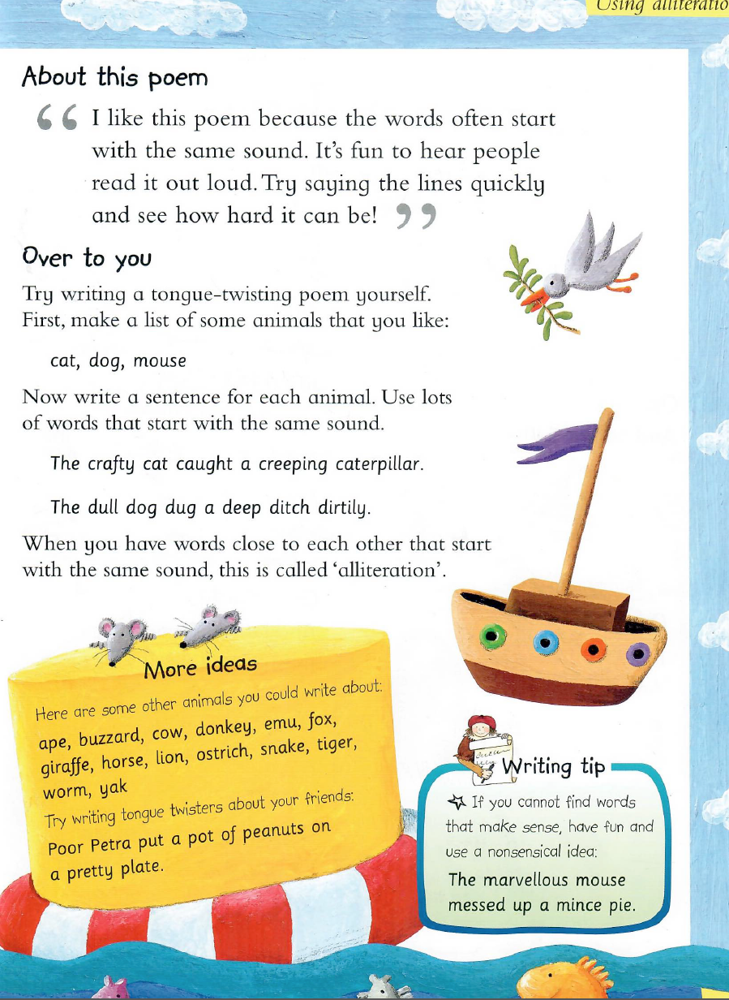 Using alliteratio
About this poem
“ I like this poem because the words often start
with the same sound. It's fun to hear people
read it out loud. Try saying the lines quickly
and see how hard it can be! ”
Over to you
Try writing a tongue-twisting poem yourself.
First, make a list of some animals that you like:
cat, dog, mouse
Now write a sentence for each animal. Use lots
of words that start with the same sound.
The crafty cat caught a creeping caterpillar.
The dull dog dug a deep ditch dirtily.
When you have words close to each other that start
with the same sound, this is called ‘alliteration’.
More ideas
Here are some other animals you could write about:
ape, buzzard, cow, donkey, emu, fox,
giraffe, horse, lion, ostrich, snake, tiger,
worm, yak
Try writing tongue twisters about your friends:
Poor Petra put a pot of peanuts on
a pretty plate.
Writing tip
☆ If you cannot find words
that make sense, have fun and
use a nonsensical idea:
The marvellous mouse
messed up a mince pie.